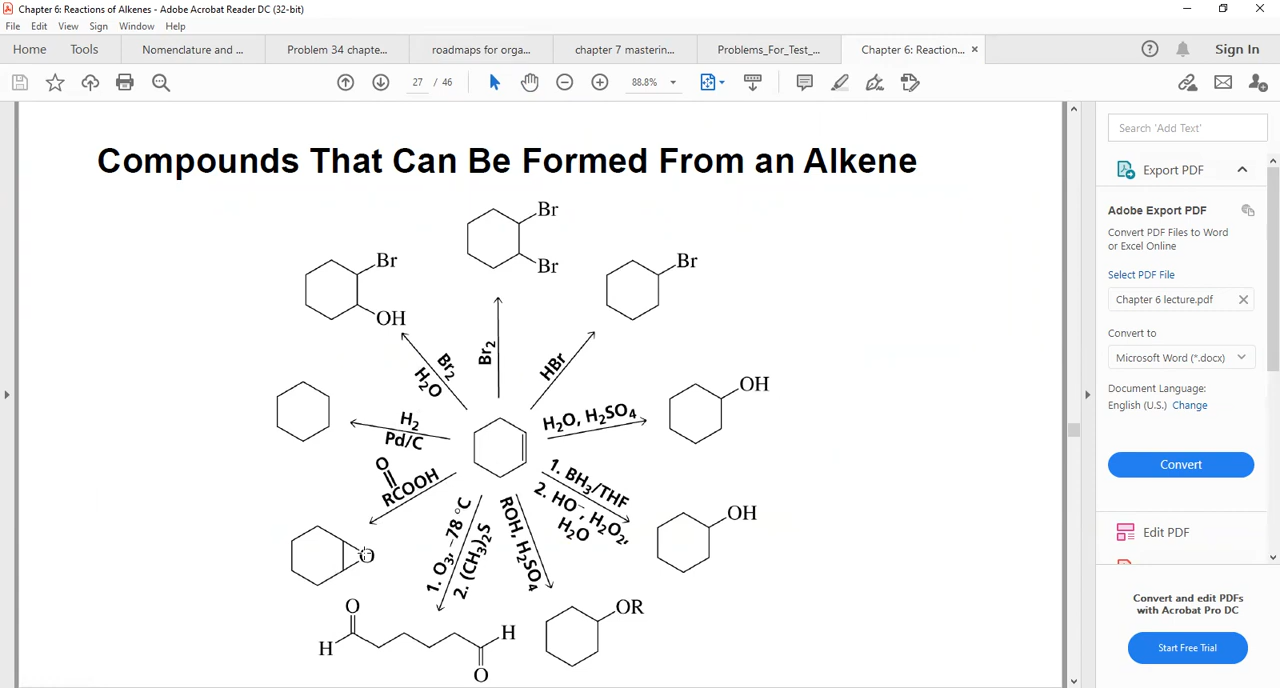 Chapter 6: Reactions of Alkenes - Adobe Acrobat Reader DC (32-bit)
File Edit View Sign Window Help
Home Tools Nomenclature and ... Problem 34 chapte... roadmaps for orga... chapter 7 masterin... Problems_For_Test_... Chapter 6: Reaction... × Sign In
27 / 46 88.8%
Search 'Add Text'
Export PDF
Adobe Export PDF
Convert PDF Files to Word
or Excel Online
Select PDF File
Chapter 6 lecture.pdf
Convert to
Microsoft Word (*.docx)
Document Language:
English (U.S.) Change
Convert
Edit PDF
Convert and edit PDFs
with Acrobat Pro DC
Start Free Trial
Compounds That Can Be Formed From an Alkene
Br
Br
Br
OH
Br
Br₂
H₂O
Br₂
HBr
OH
H₂O, H₂SO₄
H₂
Pd/C
O
RCOOH
1. BH₃/THF
2. HO⁻, H₂O₂,
H₂O
OH
O
1. O₃, −78 °C
2. (CH₃)₂S
ROH, H₂SO₄
OR
O
H
H
O